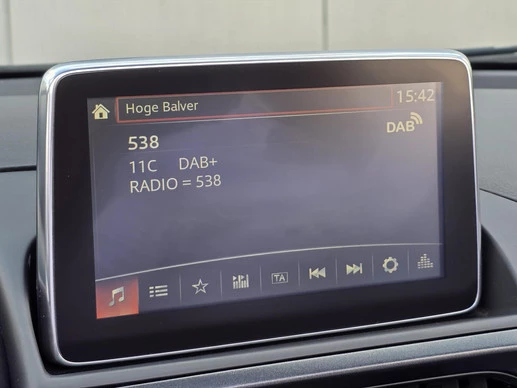 Hoge Balver
15:42
538
DAB
11C DAB+
RADIO = 538
TA